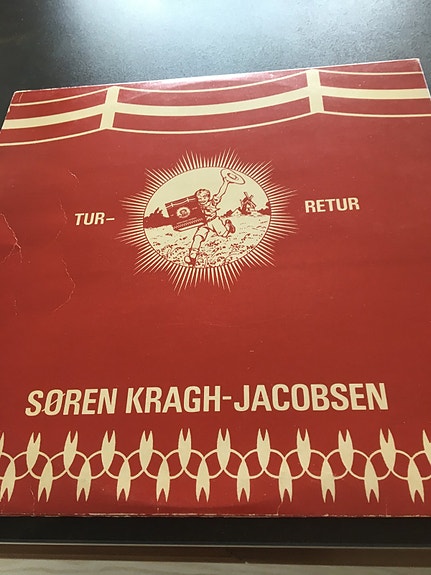 TUR– RETUR
SØREN KRAGH-JACOBSEN